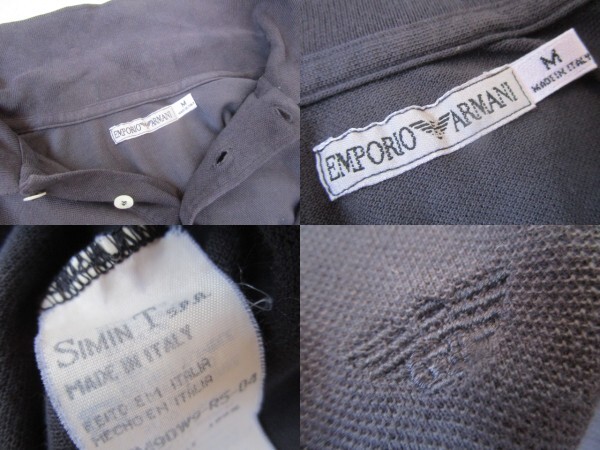 EMPORIO ARMANI
M
EMPORIO ARMANI
M
MADE IN ITALY
SIMINT S.P.A.
MADE IN ITALY
FEITO EM ITALIA
HECHO EN ITALIA